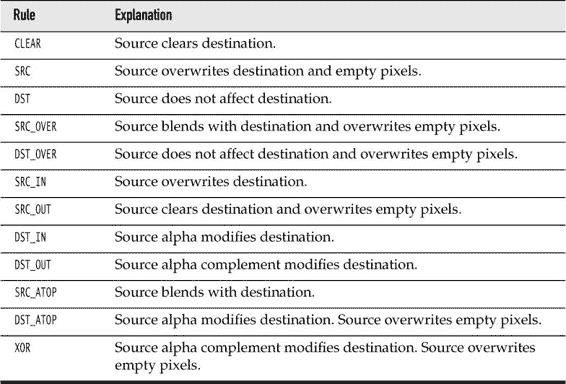 Rule Explanation
CLEAR Source clears destination.
SRC Source overwrites destination and empty pixels.
DST Source does not affect destination.
SRC_OVER Source blends with destination and overwrites empty pixels.
DST_OVER Source does not affect destination and overwrites empty pixels.
SRC_IN Source overwrites destination.
SRC_OUT Source clears destination and overwrites empty pixels.
DST_IN Source alpha modifies destination.
DST_OUT Source alpha complement modifies destination.
SRC_ATOP Source blends with destination.
DST_ATOP Source alpha modifies destination. Source overwrites empty pixels.
XOR Source alpha complement modifies destination. Source overwrites
empty pixels.